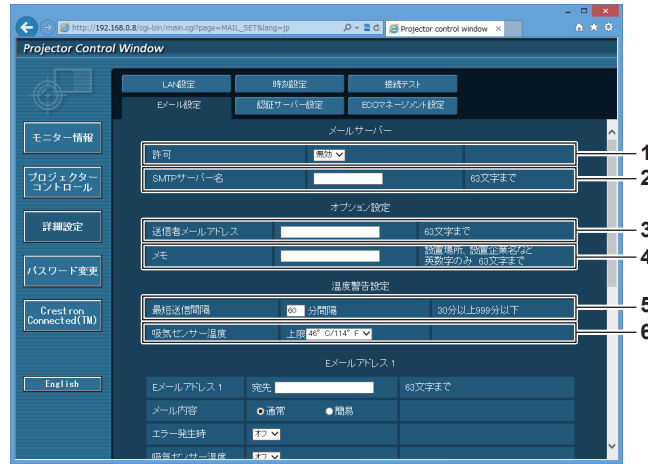 http://192.168.0.8/cgi-bin/main.cgi?page=MAIL_SET&lang=jp
Projector control window
Projector Control Window
LAN設定 時刻設定 接続テスト
Eメール設定 認証サーバー設定 ECOマネージメント設定
モニター情報
プロジェクター
コントロール
詳細設定
パスワード変更
Crestron
Connected(TM)
English
メールサーバー
許可 無効 1
SMTPサーバー名 63文字まで 2
オプション設定
送信者メールアドレス 63文字まで 3
メモ 設置場所、設置企業名など
英数字のみ 63文字まで 4
温度警告設定
最短送信間隔 60 分間隔 30分以上999分以下 5
吸気センサー温度 上限 46°C/114°F 6
Eメールアドレス 1
Eメールアドレス 1 宛先 63文字まで
メール内容 通常 簡易
エラー発生時 オフ
吸気センサー温度 オフ